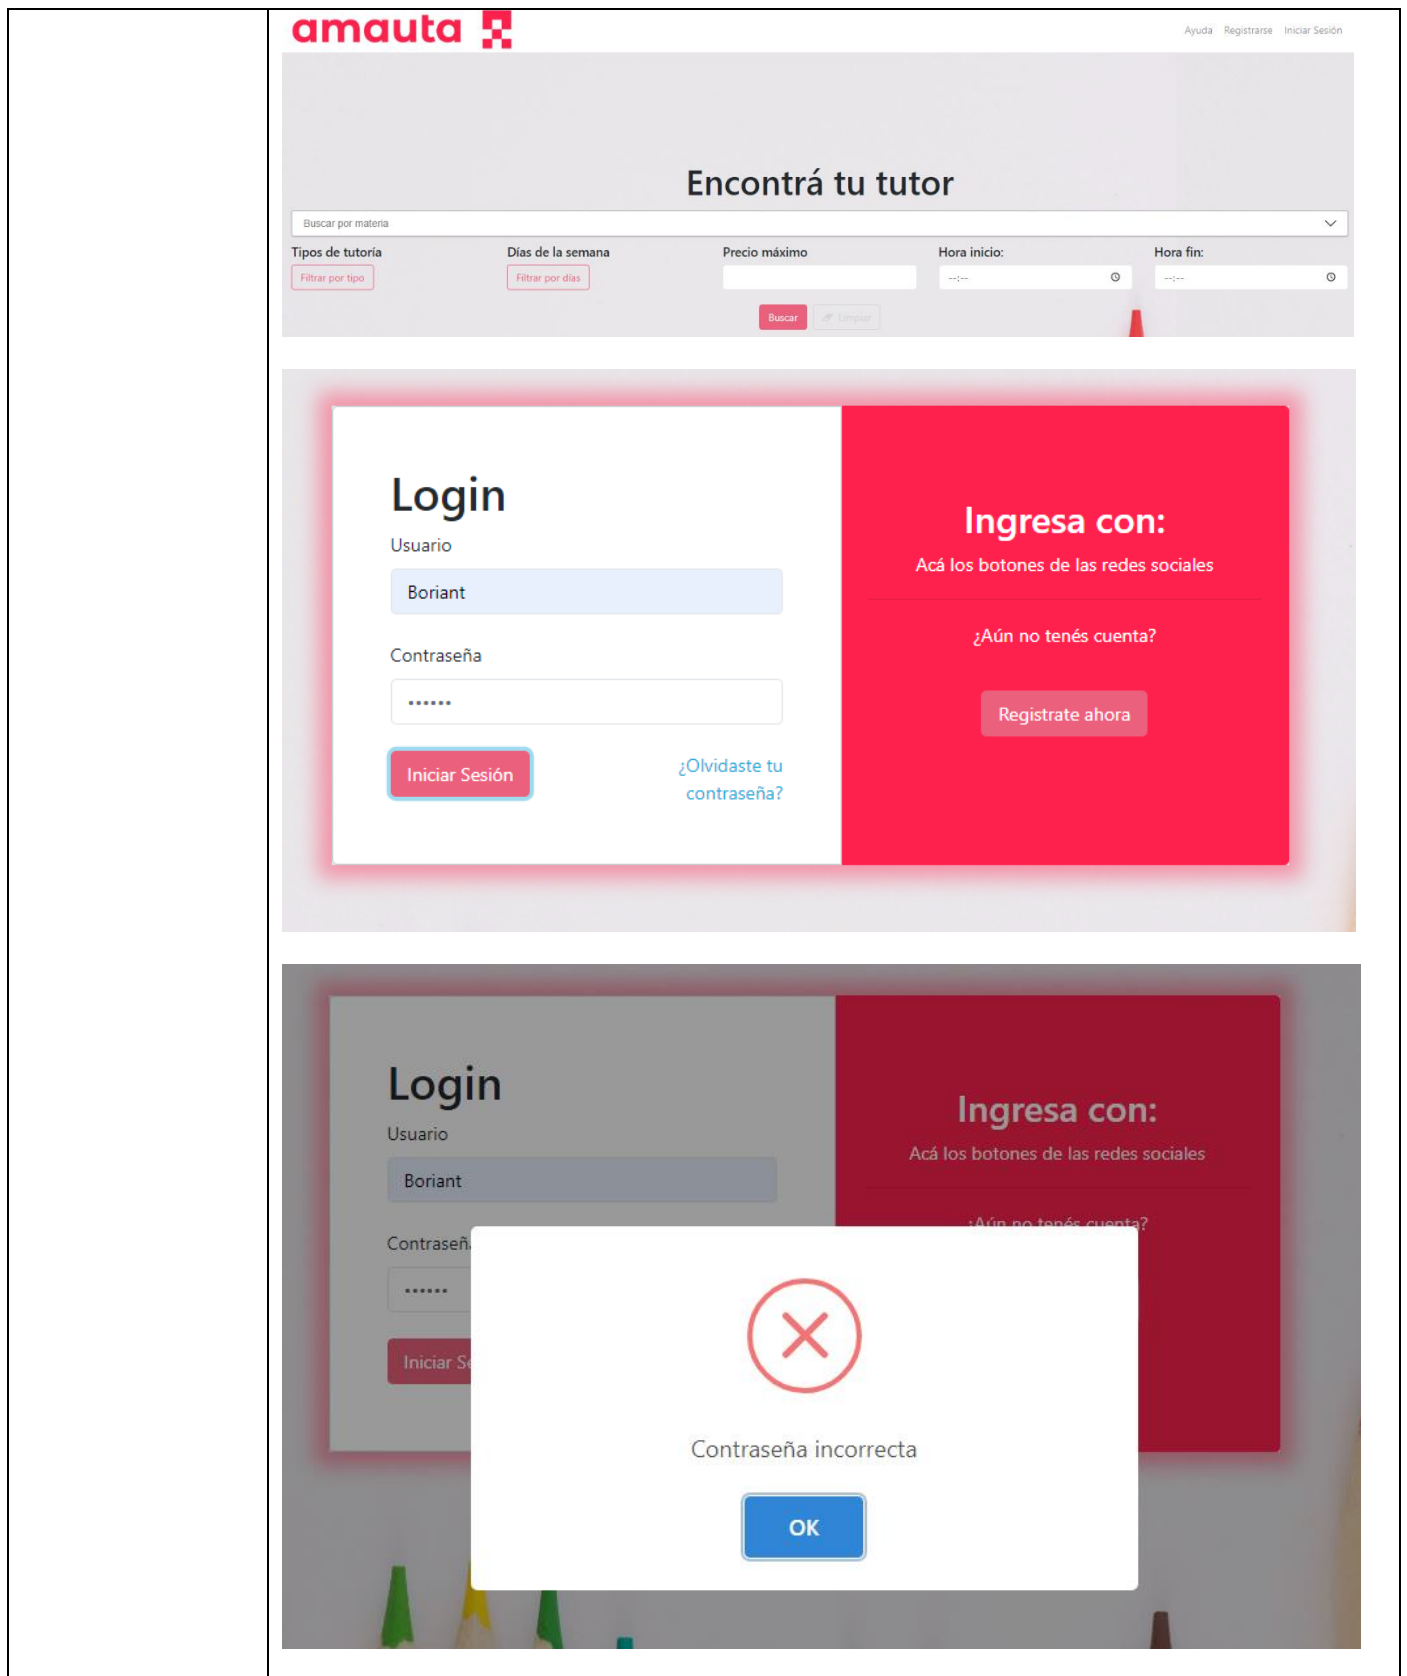 amauta
Ayuda Registrarse Iniciar Sesión
Encontrá tu tutor
Buscar por materia
Tipos de tutoría Días de la semana Precio máximo Hora inicio: Hora fin:
Filtrar por tipo Filtrar por días --:-- --:--
Buscar Limpiar
Login
Usuario
Boriant
Contraseña
••••••
Iniciar Sesión
¿Olvidaste tu
contraseña?
Ingresa con:
Acá los botones de las redes sociales
¿Aún no tenés cuenta?
Registrate ahora
Login
Usuario
Boriant
Contraseñ
••••••
Iniciar Se
Ingresa con:
Acá los botones de las redes sociales
¿Aún no tenés cuenta?
Contraseña incorrecta
OK